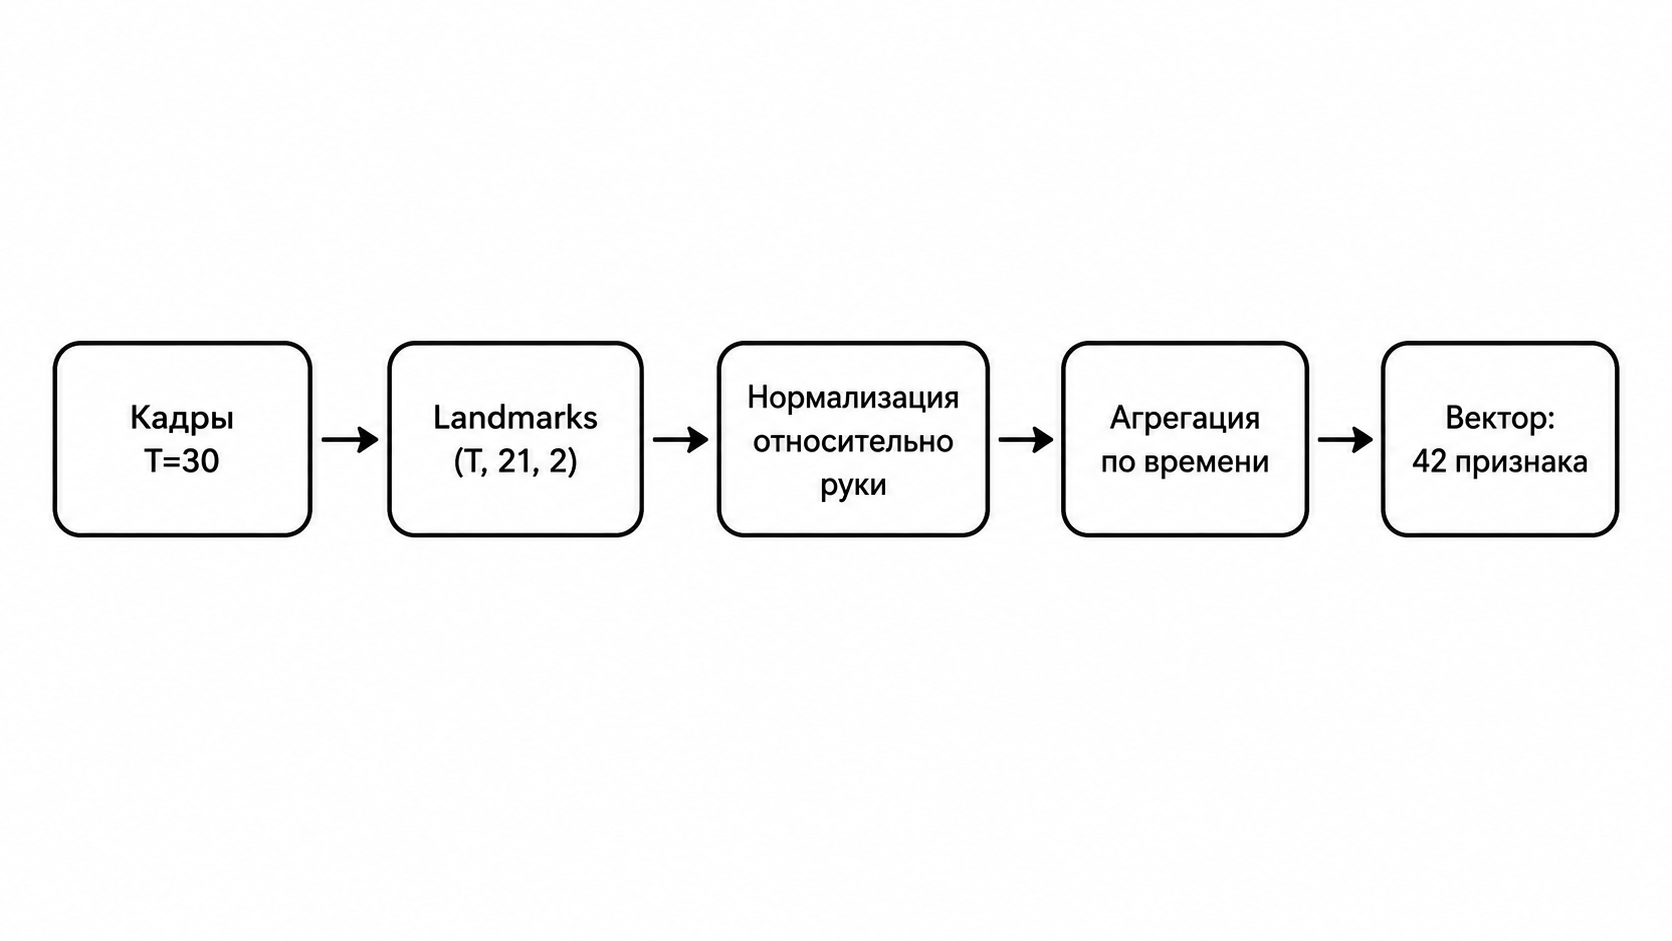 Кадры
T=30
Landmarks
(T, 21, 2)
Нормализация
относительно
руки
Агрегация
по времени
Вектор:
42 признака